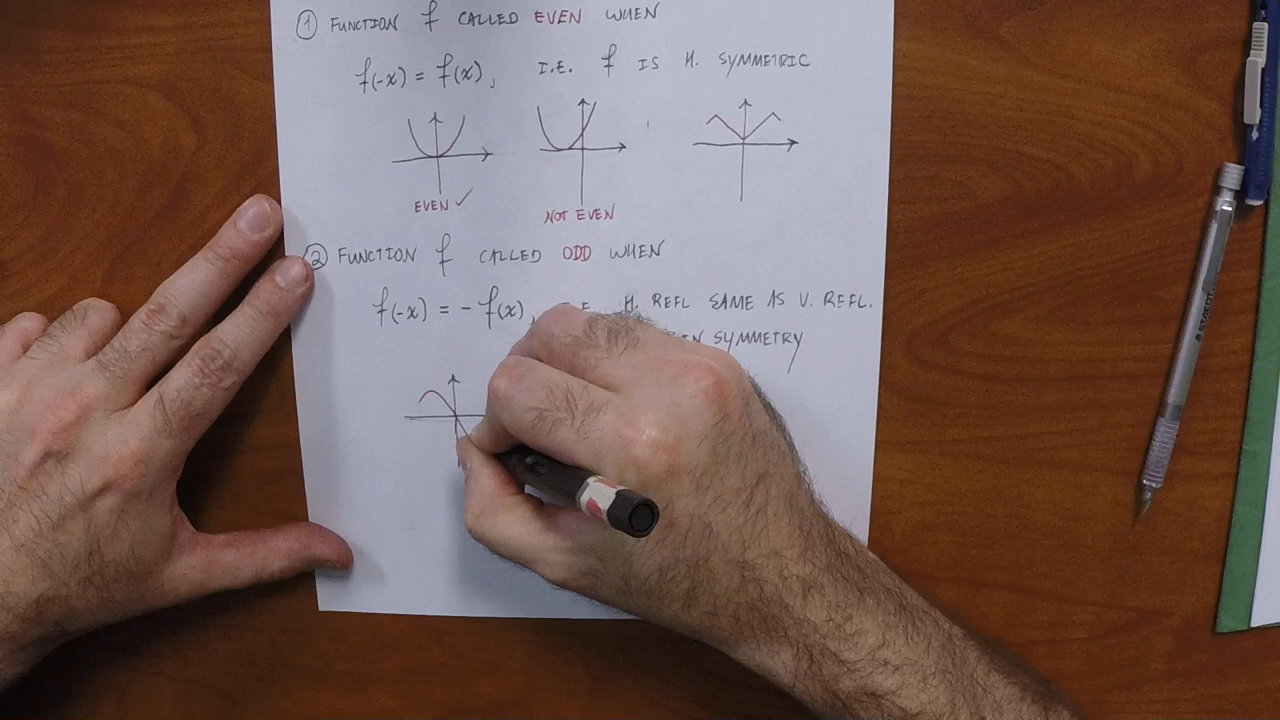 ① FUNCTION f CALLED EVEN WHEN
f(-x) = f(x), I.E. f IS H. SYMMETRIC
EVEN ✓
NOT EVEN
② FUNCTION f CALLED ODD WHEN
f(-x) = - f(x), H. REFL SAME AS V. REFL.
SYMMETRY